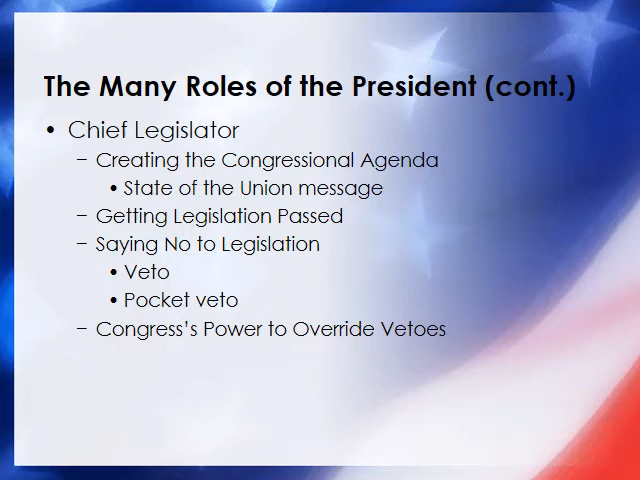 The Many Roles of the President (cont.)
• Chief Legislator
– Creating the Congressional Agenda
• State of the Union message
– Getting Legislation Passed
– Saying No to Legislation
• Veto
• Pocket veto
– Congress’s Power to Override Vetoes